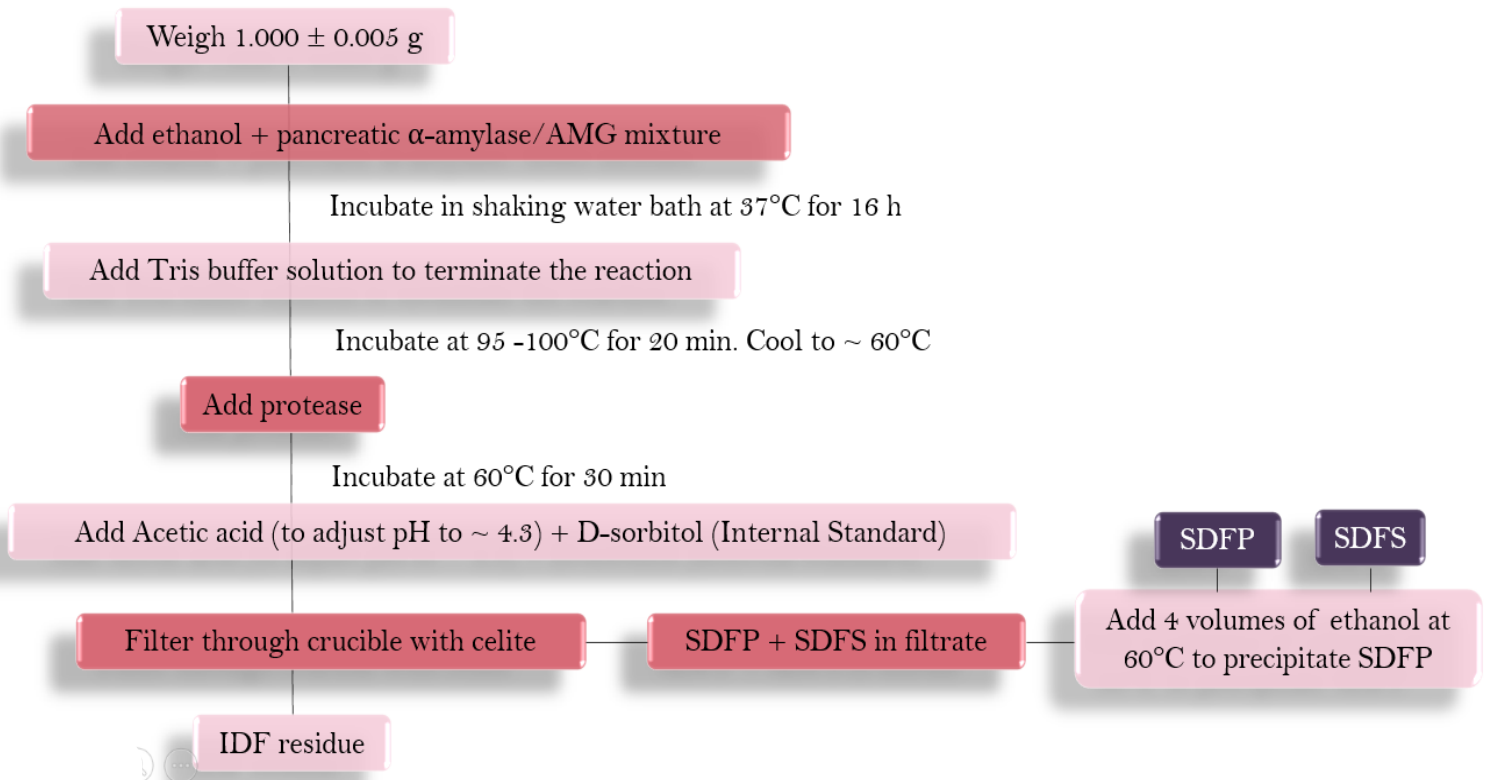 Weigh 1.000 ± 0.005 g
Add ethanol + pancreatic α-amylase/AMG mixture
Incubate in shaking water bath at 37°C for 16 h
Add Tris buffer solution to terminate the reaction
Incubate at 95 -100°C for 20 min. Cool to ~ 60°C
Add protease
Incubate at 60°C for 30 min
Add Acetic acid (to adjust pH to ~ 4.3) + D-sorbitol (Internal Standard)
SDFP
SDFS
Filter through crucible with celite
SDFP + SDFS in filtrate
Add 4 volumes of ethanol at
60°C to precipitate SDFP
IDF residue